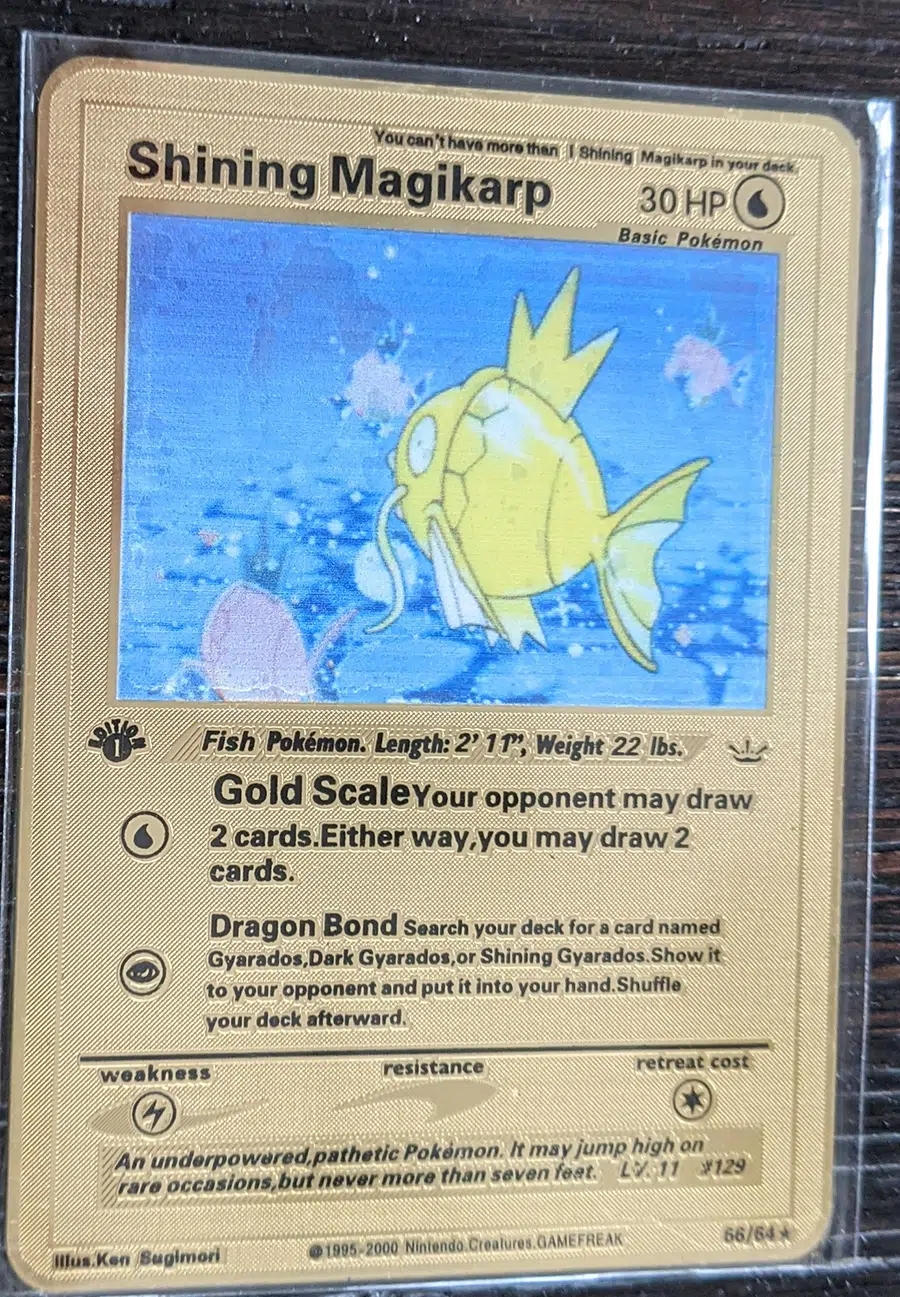 You can't have more than 1 Shining Magikarp in your deck.
Shining Magikarp
30 HP
Basic Pokémon
EDITION
1
Fish Pokémon. Length: 2' 11", Weight 22 lbs.
Gold ScaleYour opponent may draw
2 cards.Either way,you may draw 2
cards.
Dragon Bond Search your deck for a card named
Gyarados,Dark Gyarados,or Shining Gyarados.Show it
to your opponent and put it into your hand.Shuffle
your deck afterward.
weakness resistance retreat cost
An underpowered,pathetic Pokémon. It may jump high on
rare occasions,but never more than seven feet. LV. 11 #129
Illus.Ken Sugimori ©1995-2000 Nintendo.Creatures.GAMEFREAK 66/64★